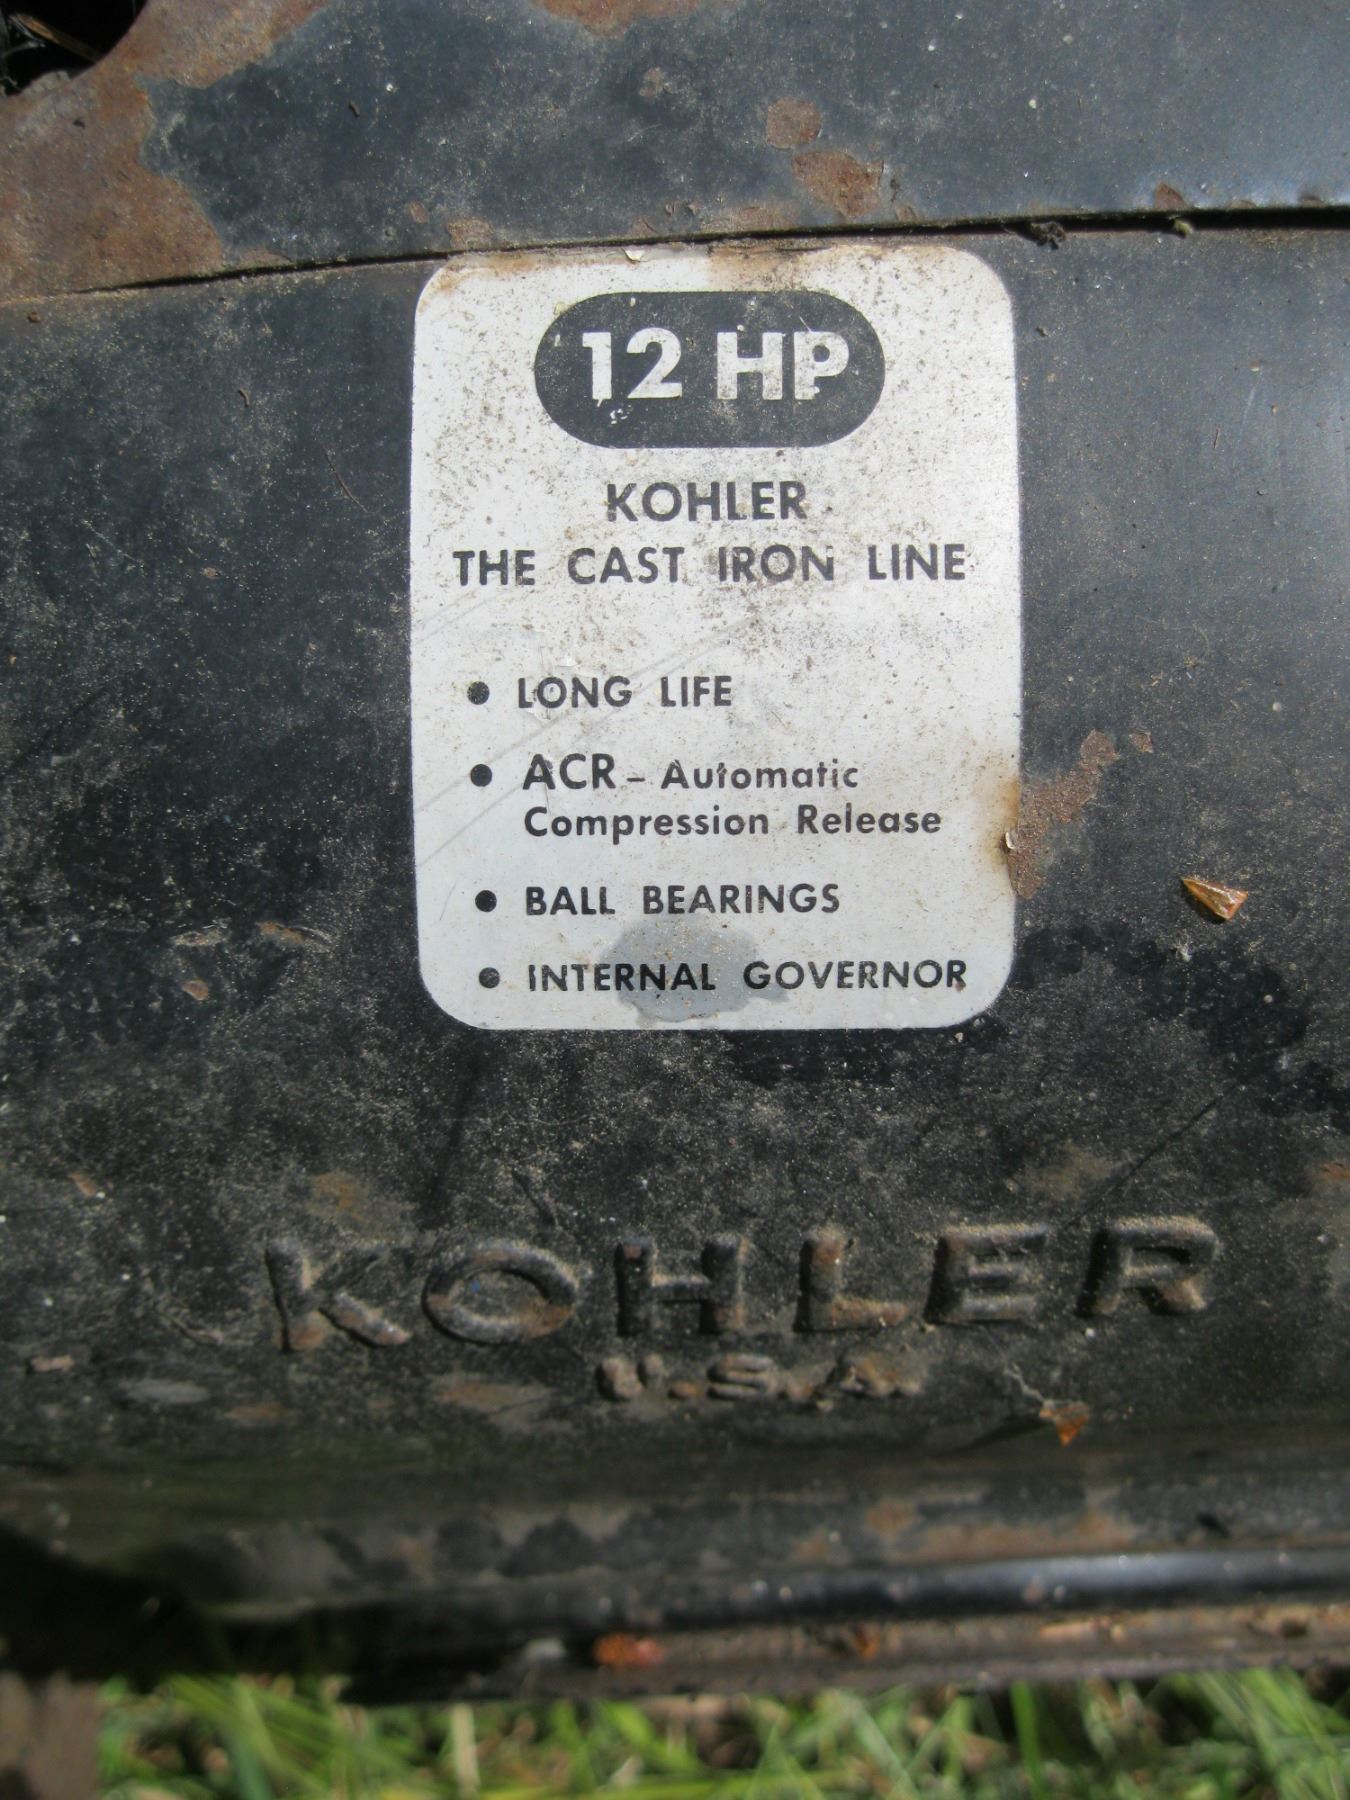 12 HP
KOHLER
THE CAST IRON LINE
• LONG LIFE
• ACR – Automatic
Compression Release
• BALL BEARINGS
• INTERNAL GOVERNOR
KOHLER
U.S.A.